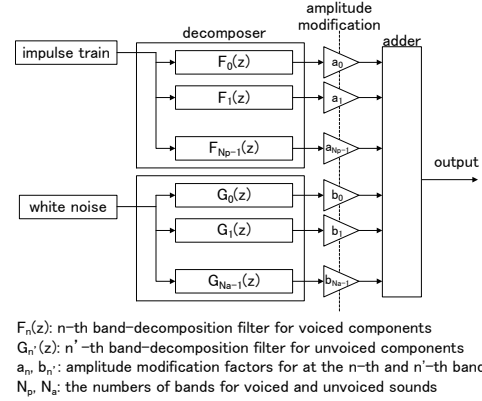 amplitude
modification
decomposer
adder
impulse train
F0(z)
a0
F1(z)
a1
FNp-1(z)
aNp-1
output
white noise
G0(z)
b0
G1(z)
b1
GNa-1(z)
bNa-1
Fn(z): n-th band-decomposition filter for voiced components
Gn'(z): n'-th band-decomposition filter for unvoiced components
an, bn': amplitude modification factors for at the n-th and n'-th band
Np, Na: the numbers of bands for voiced and unvoiced sounds